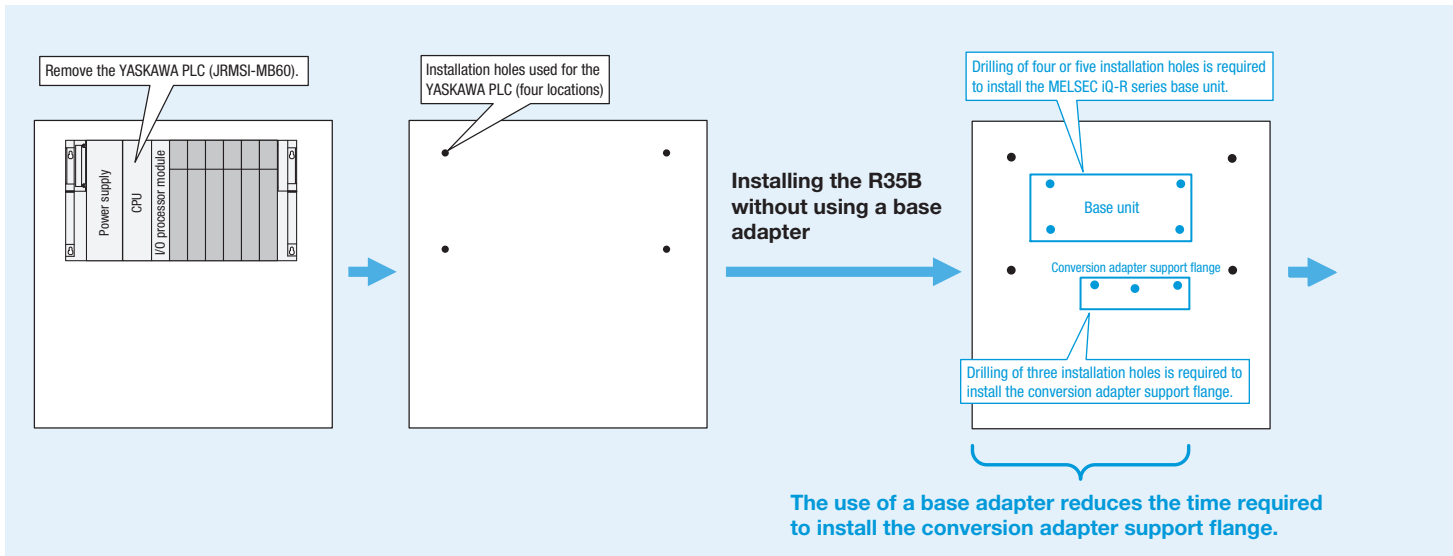 Remove the YASKAWA PLC (JRMSI-MB60).
Power supply
CPU
I/O processor module
Installation holes used for the
YASKAWA PLC (four locations)
Installing the R35B
without using a base
adapter
Drilling of four or five installation holes is required
to install the MELSEC iQ-R series base unit.
Base unit
Conversion adapter support flange
Drilling of three installation holes is required to
install the conversion adapter support flange.
The use of a base adapter reduces the time required
to install the conversion adapter support flange.